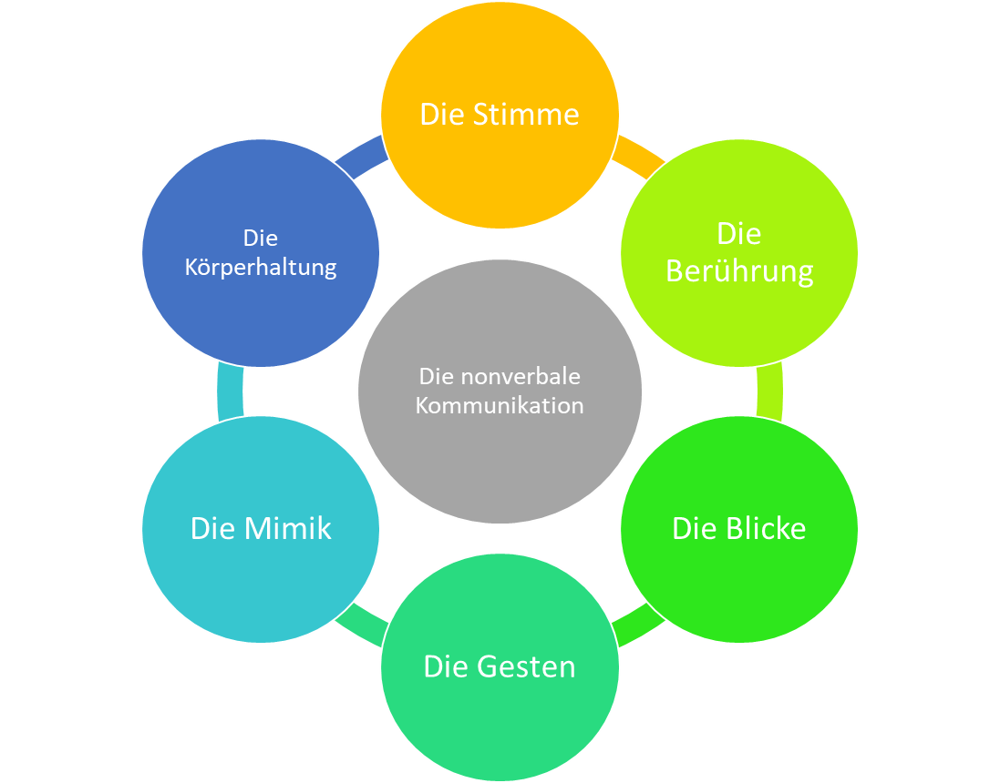 Die Stimme
Die
Berührung
Die Blicke
Die Gesten
Die Mimik
Die
Körperhaltung
Die nonverbale
Kommunikation